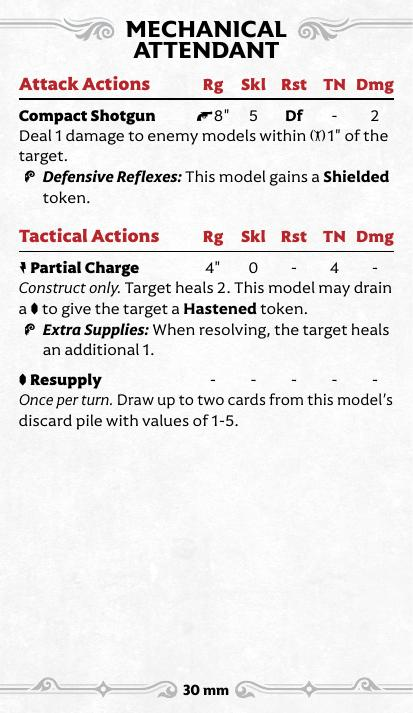 MECHANICAL
ATTENDANT
Attack Actions Rg Skl Rst TN Dmg
Compact Shotgun 8" 5 Df - 2
Deal 1 damage to enemy models within 1" of the
target.
Defensive Reflexes: This model gains a Shielded
token.
Tactical Actions Rg Skl Rst TN Dmg
Partial Charge 4" 0 - 4 -
Construct only. Target heals 2. This model may drain
a to give the target a Hastened token.
Extra Supplies: When resolving, the target heals
an additional 1.
Resupply - - - - -
Once per turn. Draw up to two cards from this model's
discard pile with values of 1-5.
30 mm